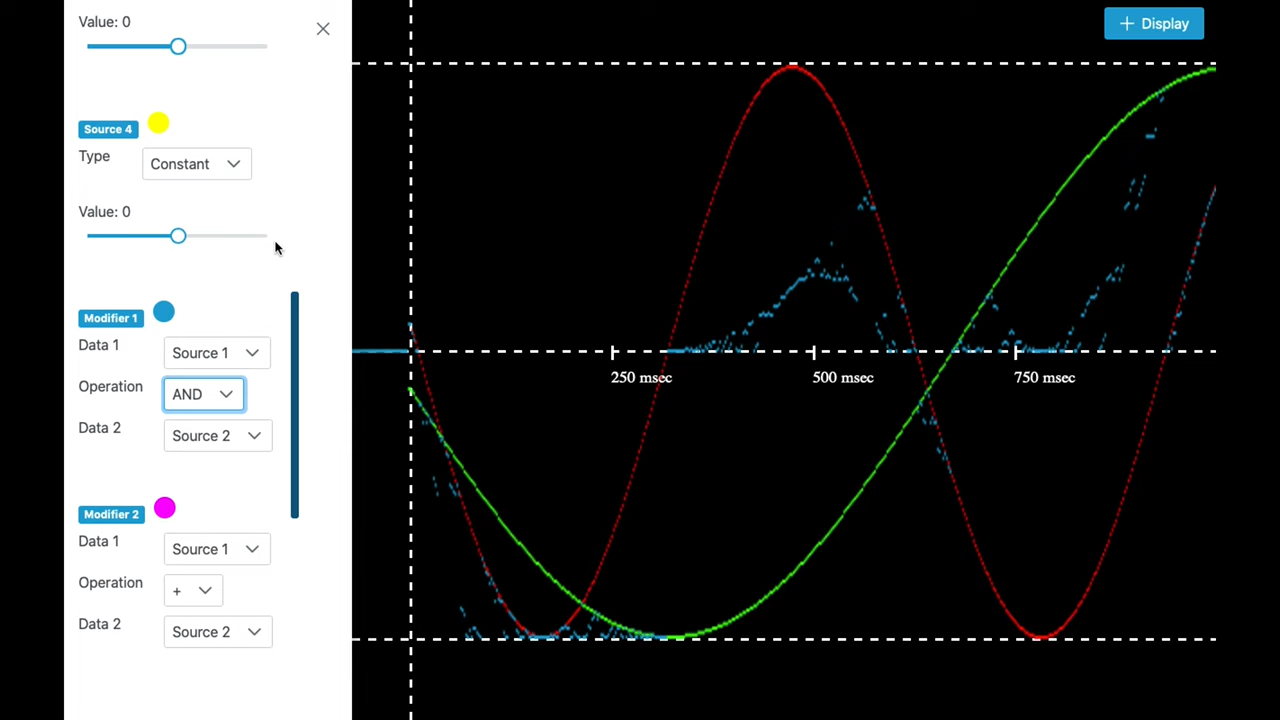 Value: 0
+ Display
Source 4
Type
Constant
Value: 0
Modifier 1
Data 1
Source 1
Operation
AND
Data 2
Source 2
250 msec
500 msec
750 msec
Modifier 2
Data 1
Source 1
Operation
+
Data 2
Source 2